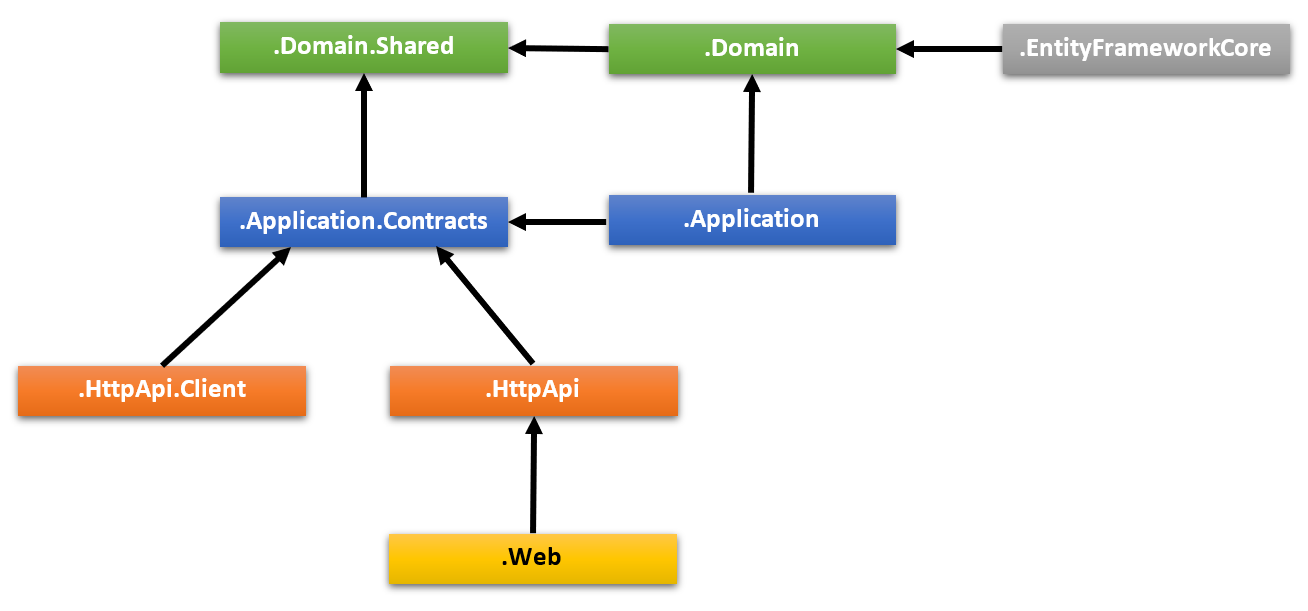 .Domain.Shared
.Domain
.EntityFrameworkCore
.Application.Contracts
.Application
.HttpApi.Client
.HttpApi
.Web